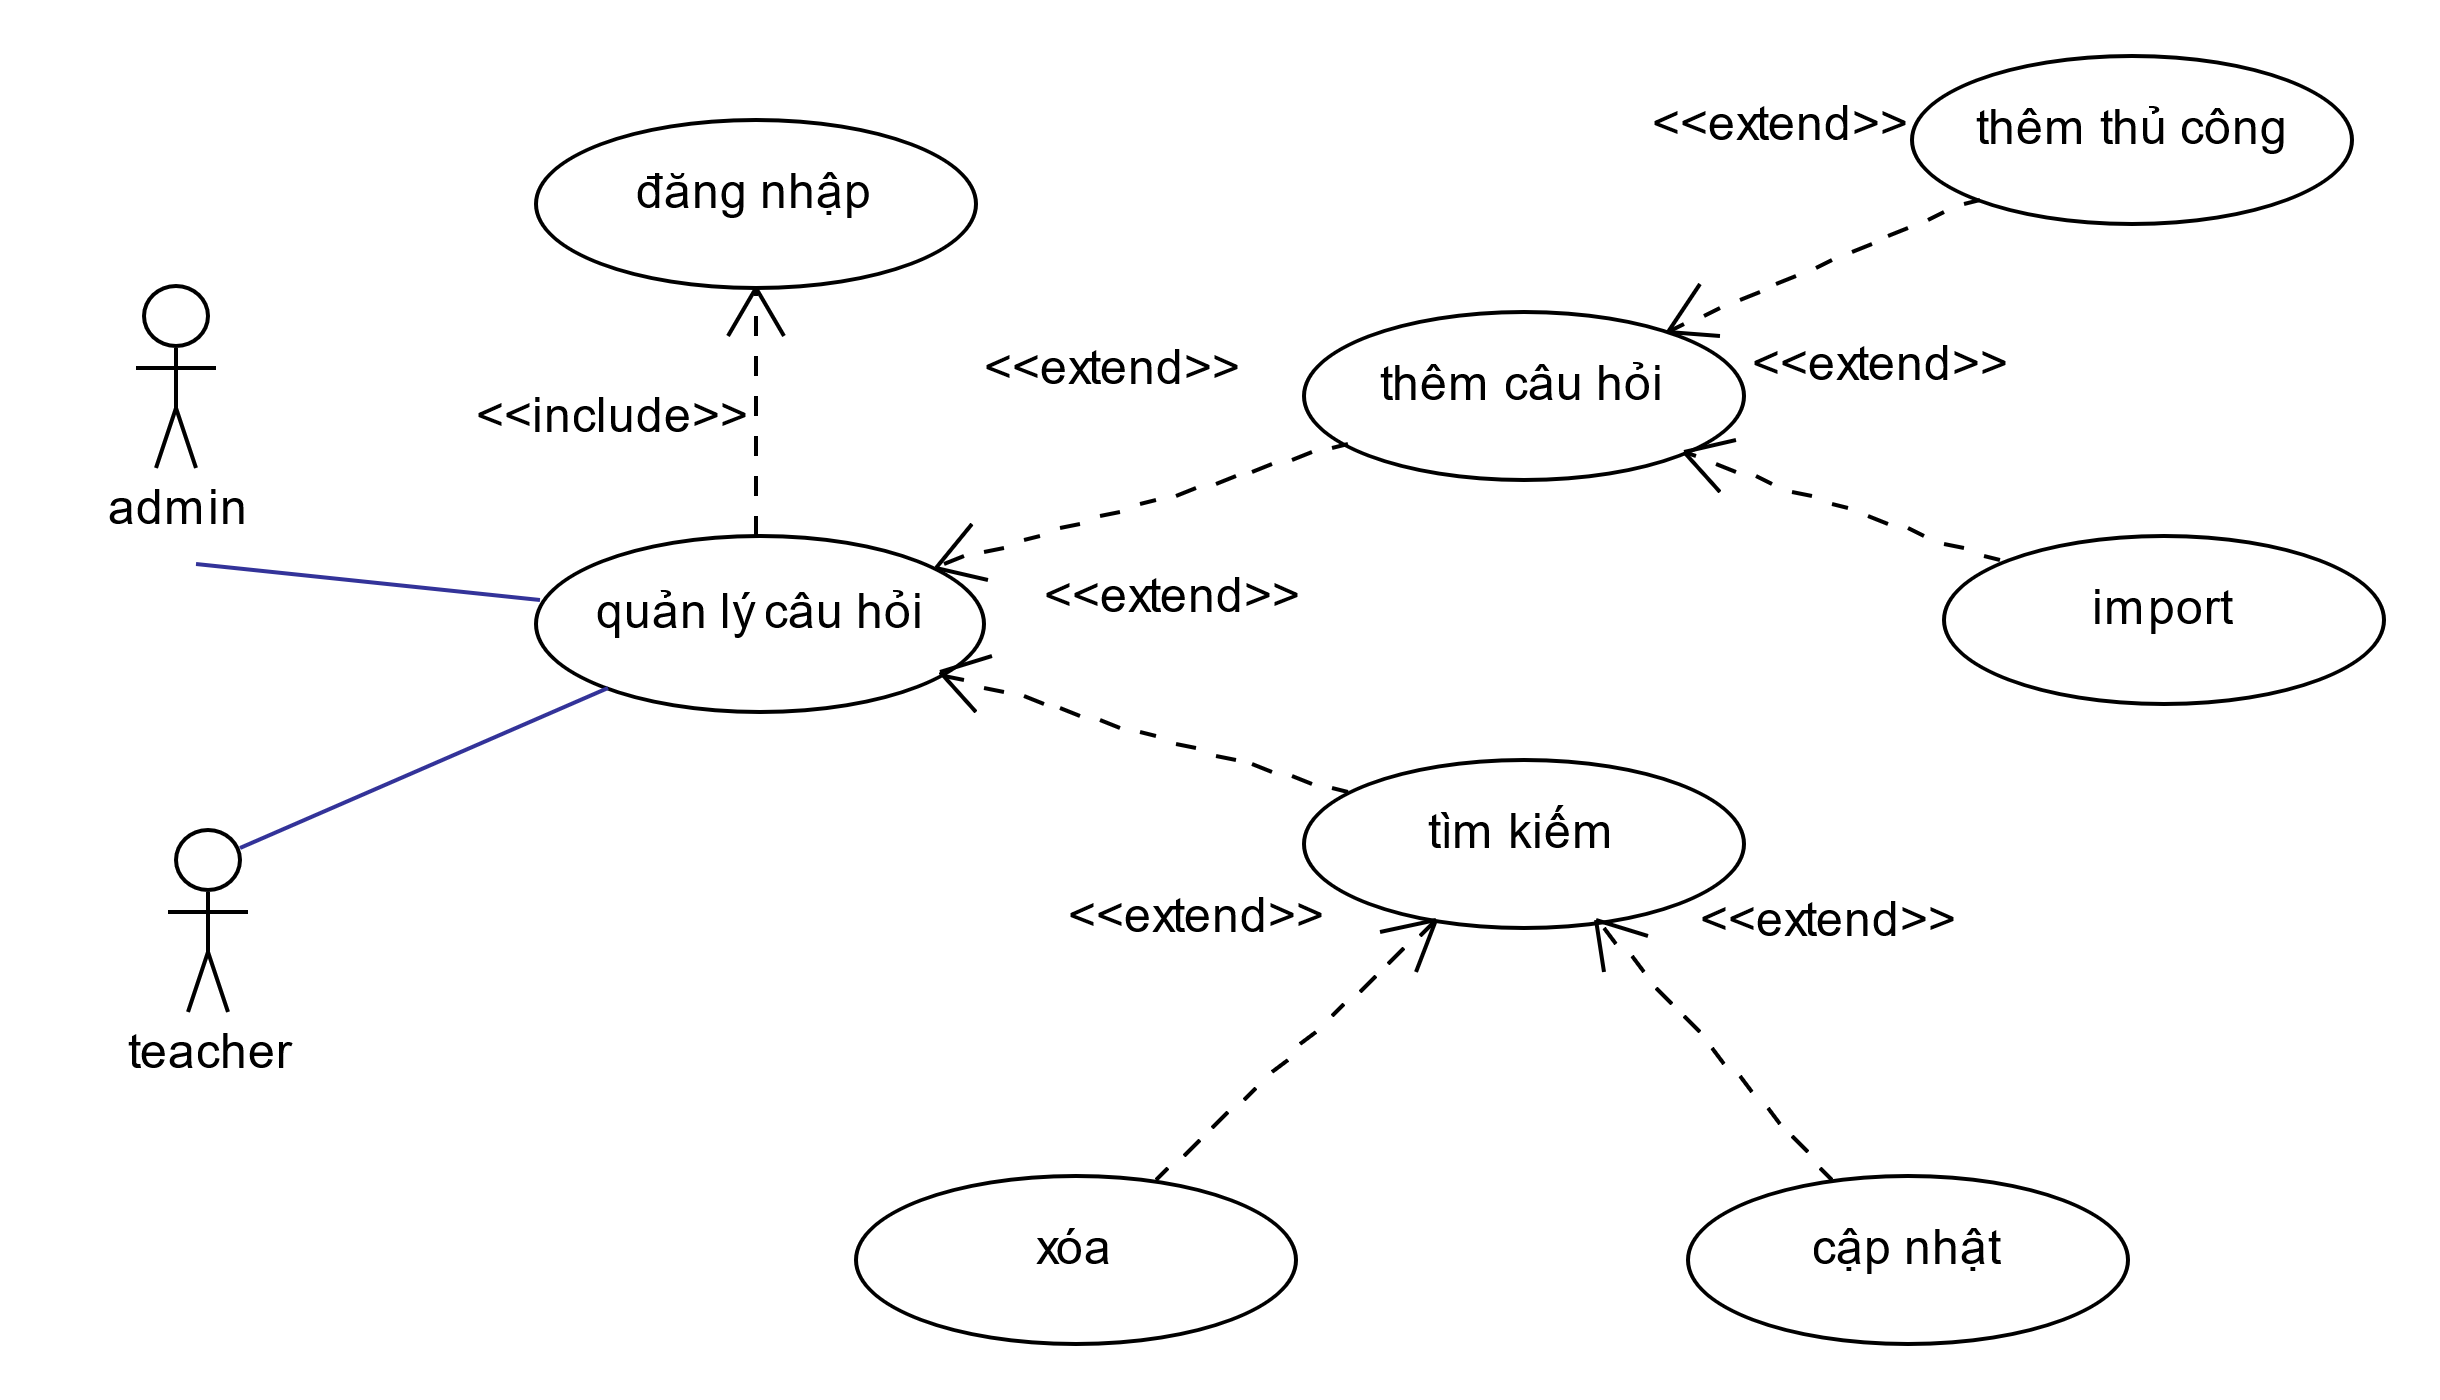 <<extend>>
thêm thủ công
đăng nhập
<<extend>>
thêm câu hỏi
<<extend>>
<<include>>
admin
quản lý câu hỏi
<<extend>>
import
tìm kiếm
<<extend>>
<<extend>>
teacher
xóa
cập nhật